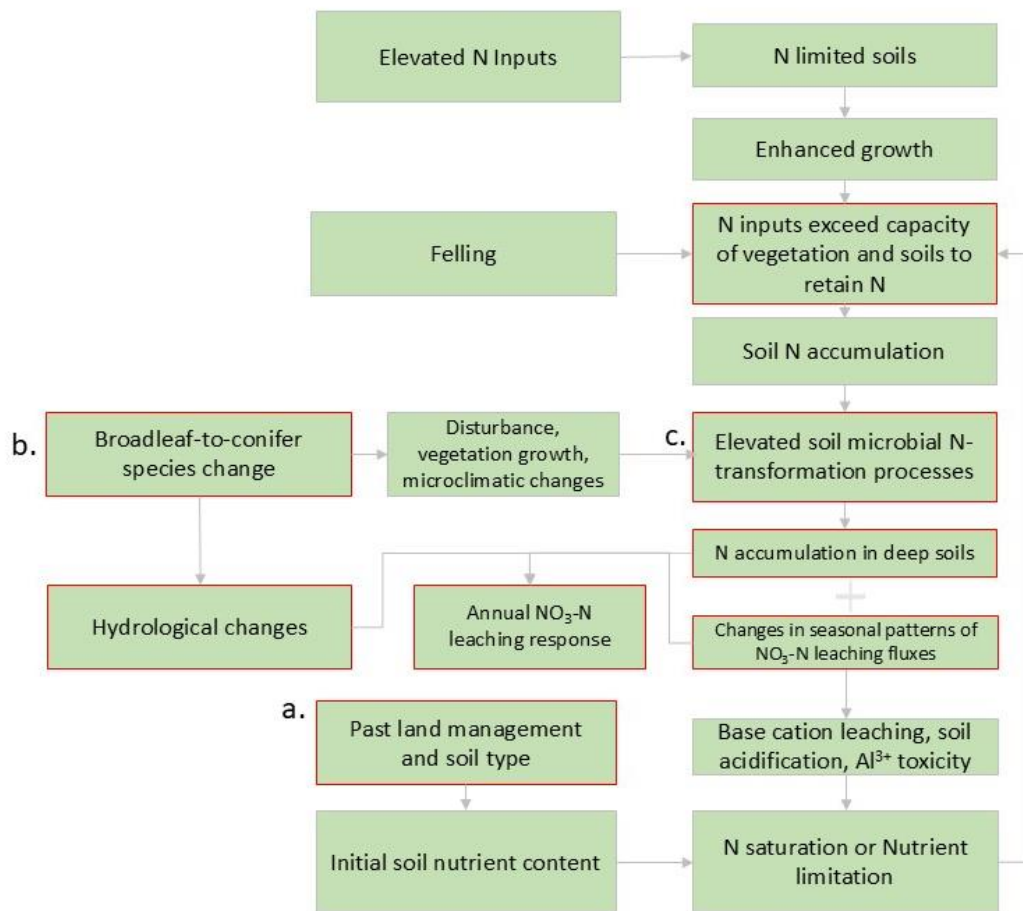 Elevated N Inputs
N limited soils
Enhanced growth
Felling
N inputs exceed capacity
of vegetation and soils to
retain N
Soil N accumulation
b.
Broadleaf-to-conifer
species change
Disturbance,
vegetation growth,
microclimatic changes
c.
Elevated soil microbial N-
transformation processes
N accumulation in deep soils
Hydrological changes
Annual NO₃-N
leaching response
Changes in seasonal patterns of
NO₃-N leaching fluxes
a.
Past land management
and soil type
Base cation leaching, soil
acidification, Al³⁺ toxicity
Initial soil nutrient content
N saturation or Nutrient
limitation